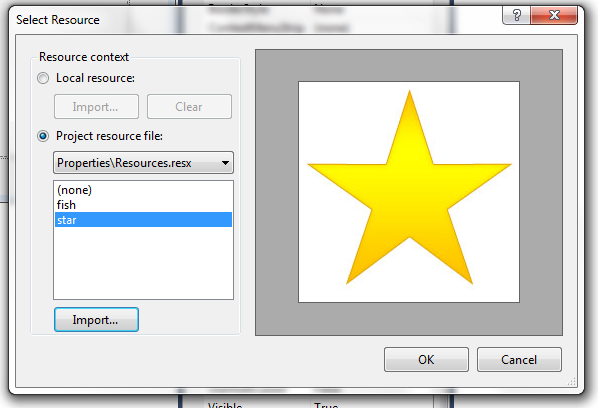 Select Resource
Resource context
Local resource:
Import... Clear
Project resource file:
Properties\Resources.resx
(none)
fish
star
Import...
OK Cancel
Visible True